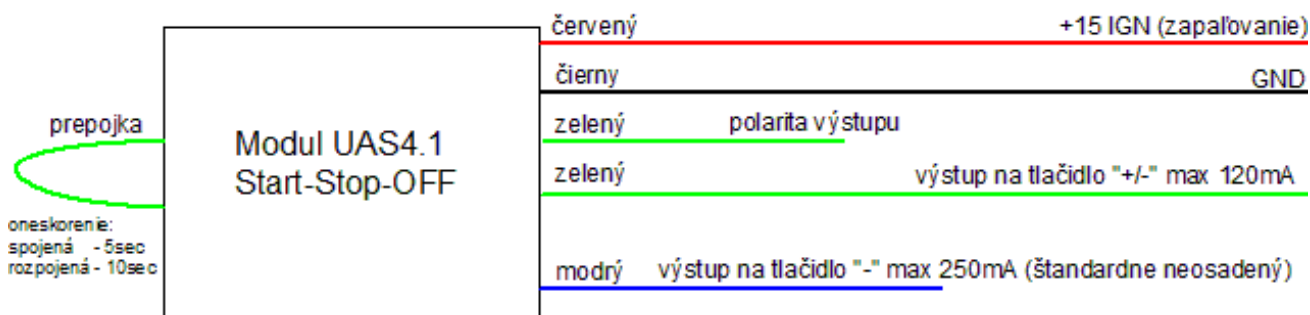 červený
+15 IGN (zapaľovanie)
čierny
GND
prepojka
zelený
polarita výstupu
Modul UAS4.1
Start-Stop-OFF
zelený
výstup na tlačidlo "+/-" max 120mA
oneskorenie:
spojená - 5sec
rozpojená - 10sec
modrý
výstup na tlačidlo "-" max 250mA (štandardne neosadený)